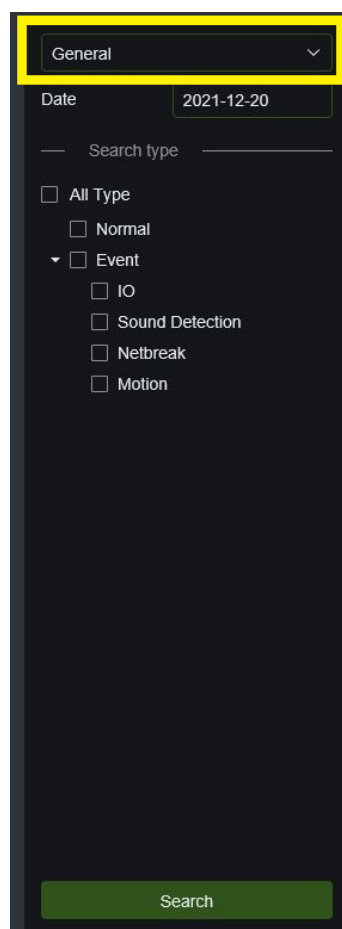 General
Date 2021-12-20
Search type
All Type
Normal
Event
IO
Sound Detection
Netbreak
Motion
Search